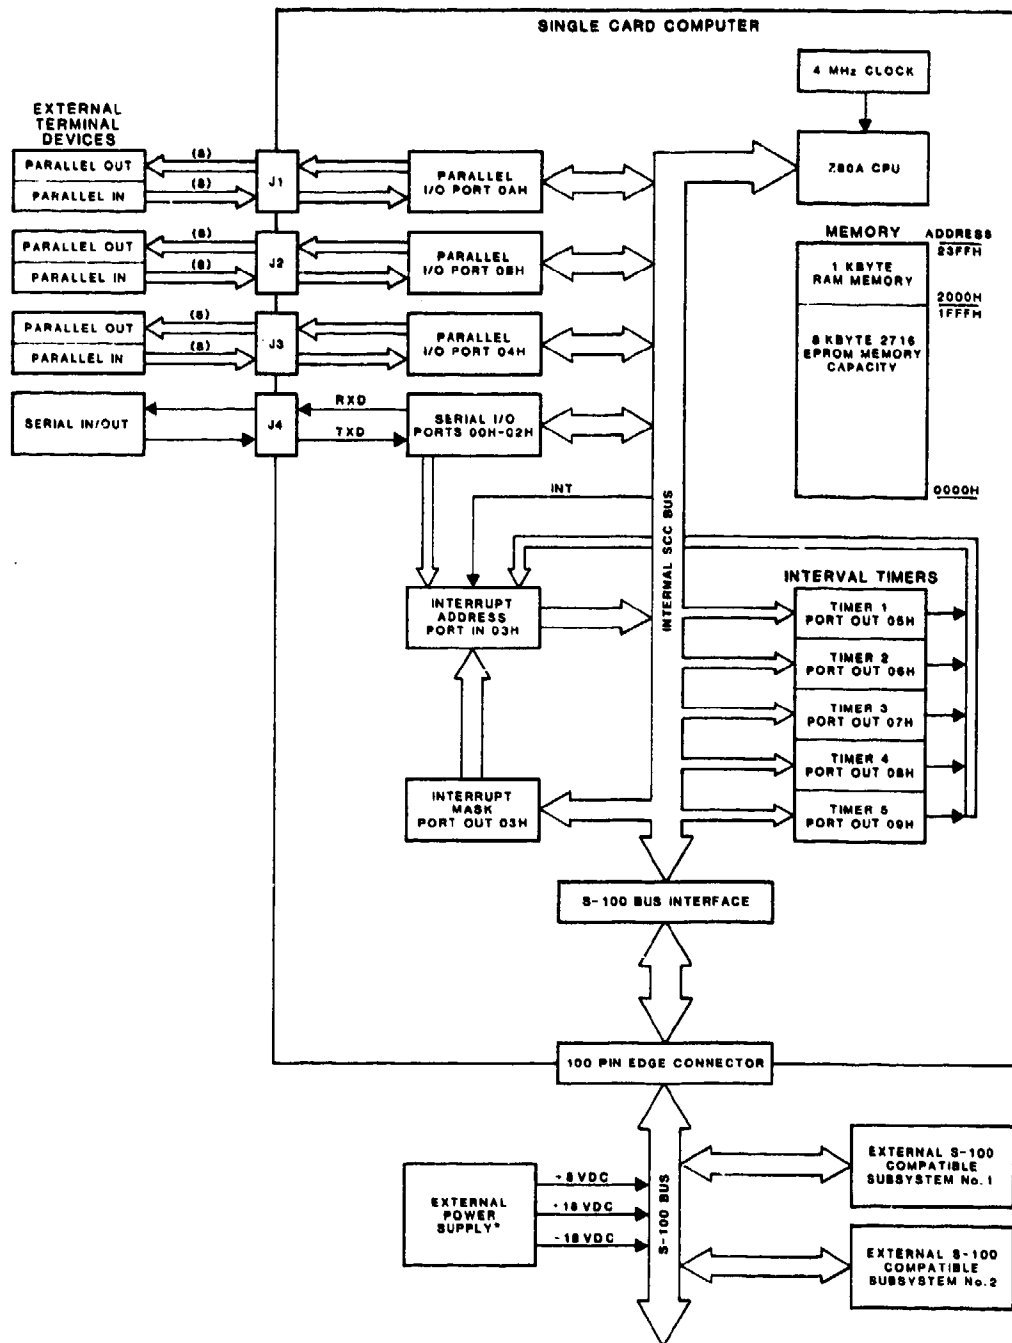 SINGLE CARD COMPUTER
4 MHz CLOCK
Z80A CPU
EXTERNAL
TERMINAL
DEVICES
PARALLEL OUT
PARALLEL IN
(8)
(8)
J1
PARALLEL
I/O PORT 0AH
PARALLEL OUT
PARALLEL IN
(8)
(8)
J2
PARALLEL
I/O PORT 0BH
PARALLEL OUT
PARALLEL IN
(8)
(8)
J3
PARALLEL
I/O PORT 04H
SERIAL IN/OUT
J4
RXD
TXD
SERIAL I/O
PORTS 00H-02H
MEMORY
ADDRESS
23FFH
1 KBYTE
RAM MEMORY
2000H
1FFFH
8 KBYTE 2716
EPROM MEMORY
CAPACITY
0000H
INT
INTERNAL SCC BUS
INTERRUPT
ADDRESS
PORT IN 03H
INTERRUPT
MASK
PORT OUT 03H
INTERVAL TIMERS
TIMER 1
PORT OUT 05H
TIMER 2
PORT OUT 06H
TIMER 3
PORT OUT 07H
TIMER 4
PORT OUT 08H
TIMER 5
PORT OUT 09H
S-100 BUS INTERFACE
100 PIN EDGE CONNECTOR
EXTERNAL
POWER
SUPPLY*
+8 VDC
+18 VDC
-18 VDC
S-100 BUS
EXTERNAL S-100
COMPATIBLE
SUBSYSTEM No.1
EXTERNAL S-100
COMPATIBLE
SUBSYSTEM No.2